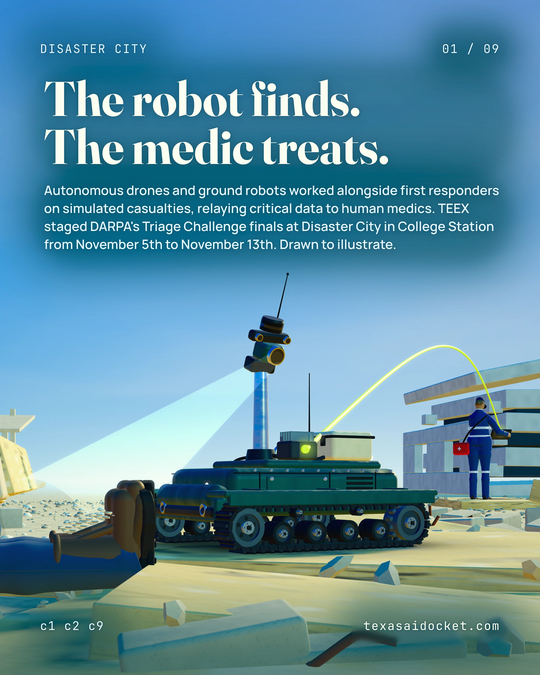 DISASTER CITY
01 / 09
The robot finds.
The medic treats.
Autonomous drones and ground robots worked alongside first responders
on simulated casualties, relaying critical data to human medics. TEEX
staged DARPA's Triage Challenge finals at Disaster City in College Station
from November 5th to November 13th. Drawn to illustrate.
c1 c2 c9
texasaidocket.com